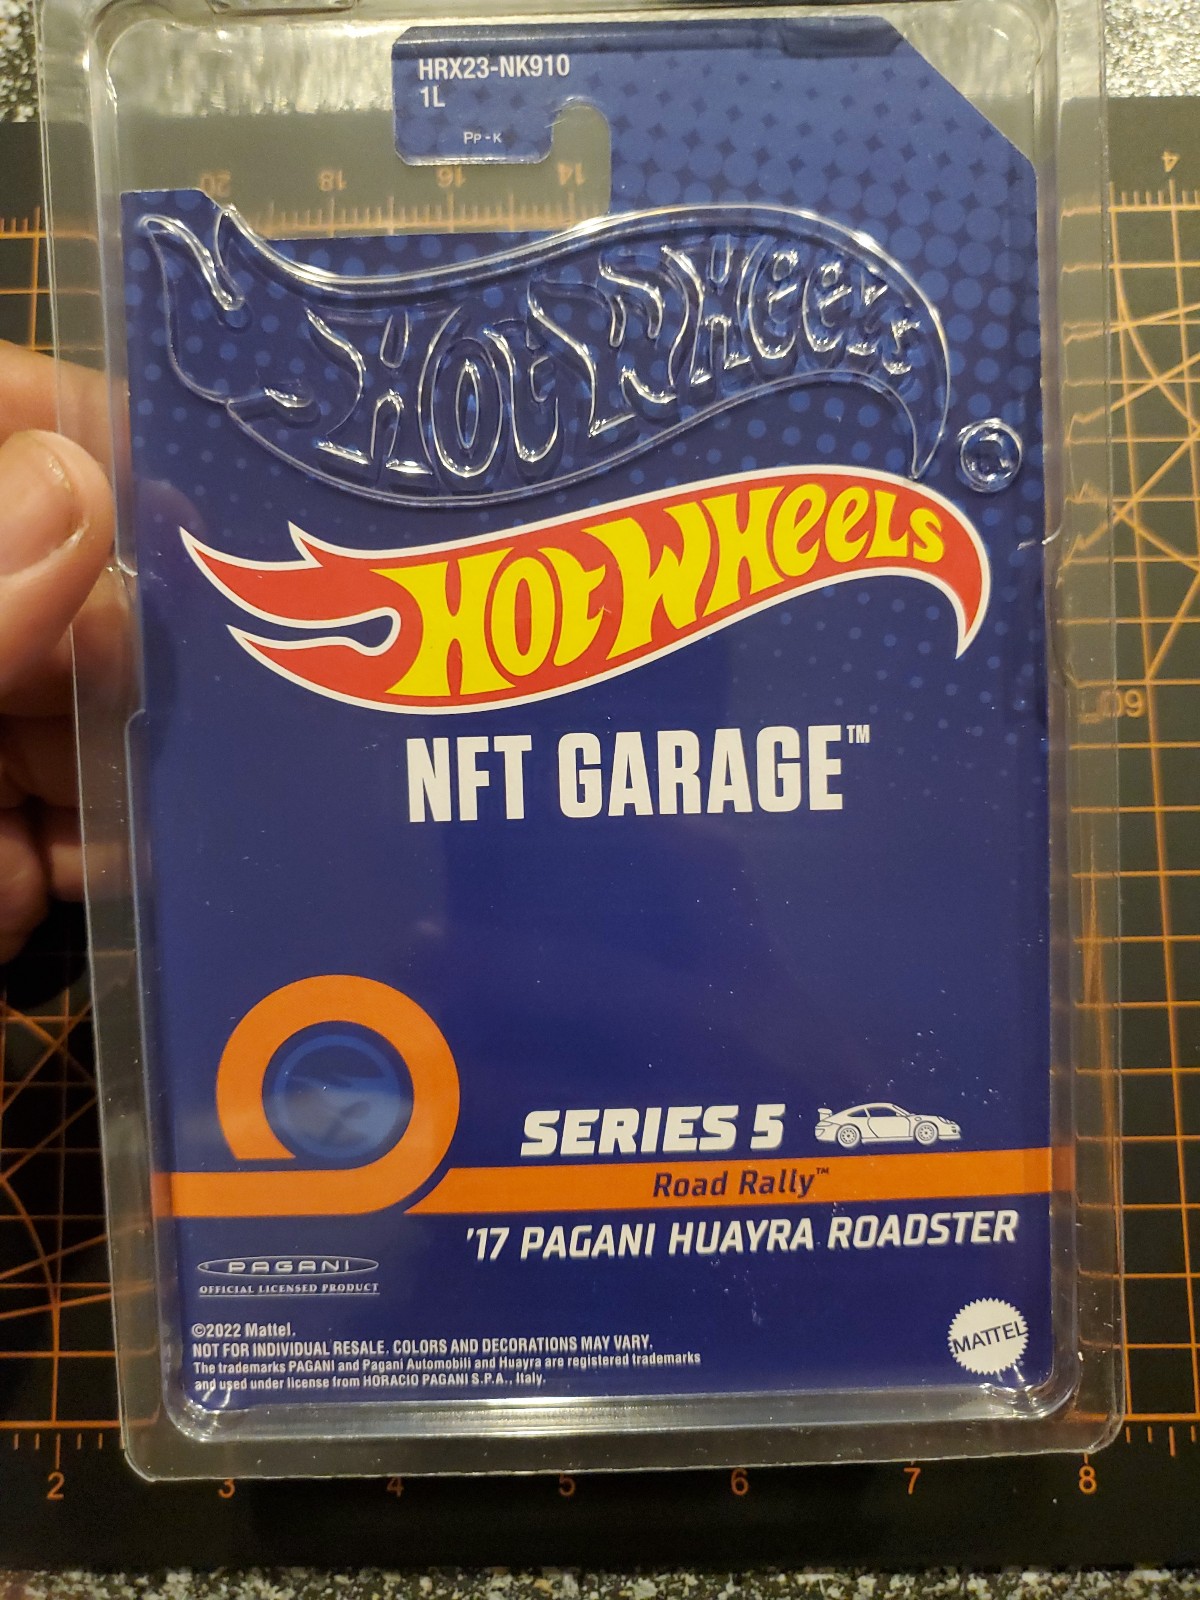 HRX23-NK910
1L
PP-K
20 18 16 14
4
HOT WHEELS
®
HOT WHEELS
60
NFT GARAGE™
SERIES 5
Road Rally™
'17 PAGANI HUAYRA ROADSTER
PAGANI
OFFICIAL LICENSED PRODUCT
©2022 Mattel.
NOT FOR INDIVIDUAL RESALE. COLORS AND DECORATIONS MAY VARY.
The trademarks PAGANI and Pagani Automobili and Huayra are registered trademarks
and used under license from HORACIO PAGANI S.P.A., Italy.
MATTEL
2 3 4 5 6 7 8